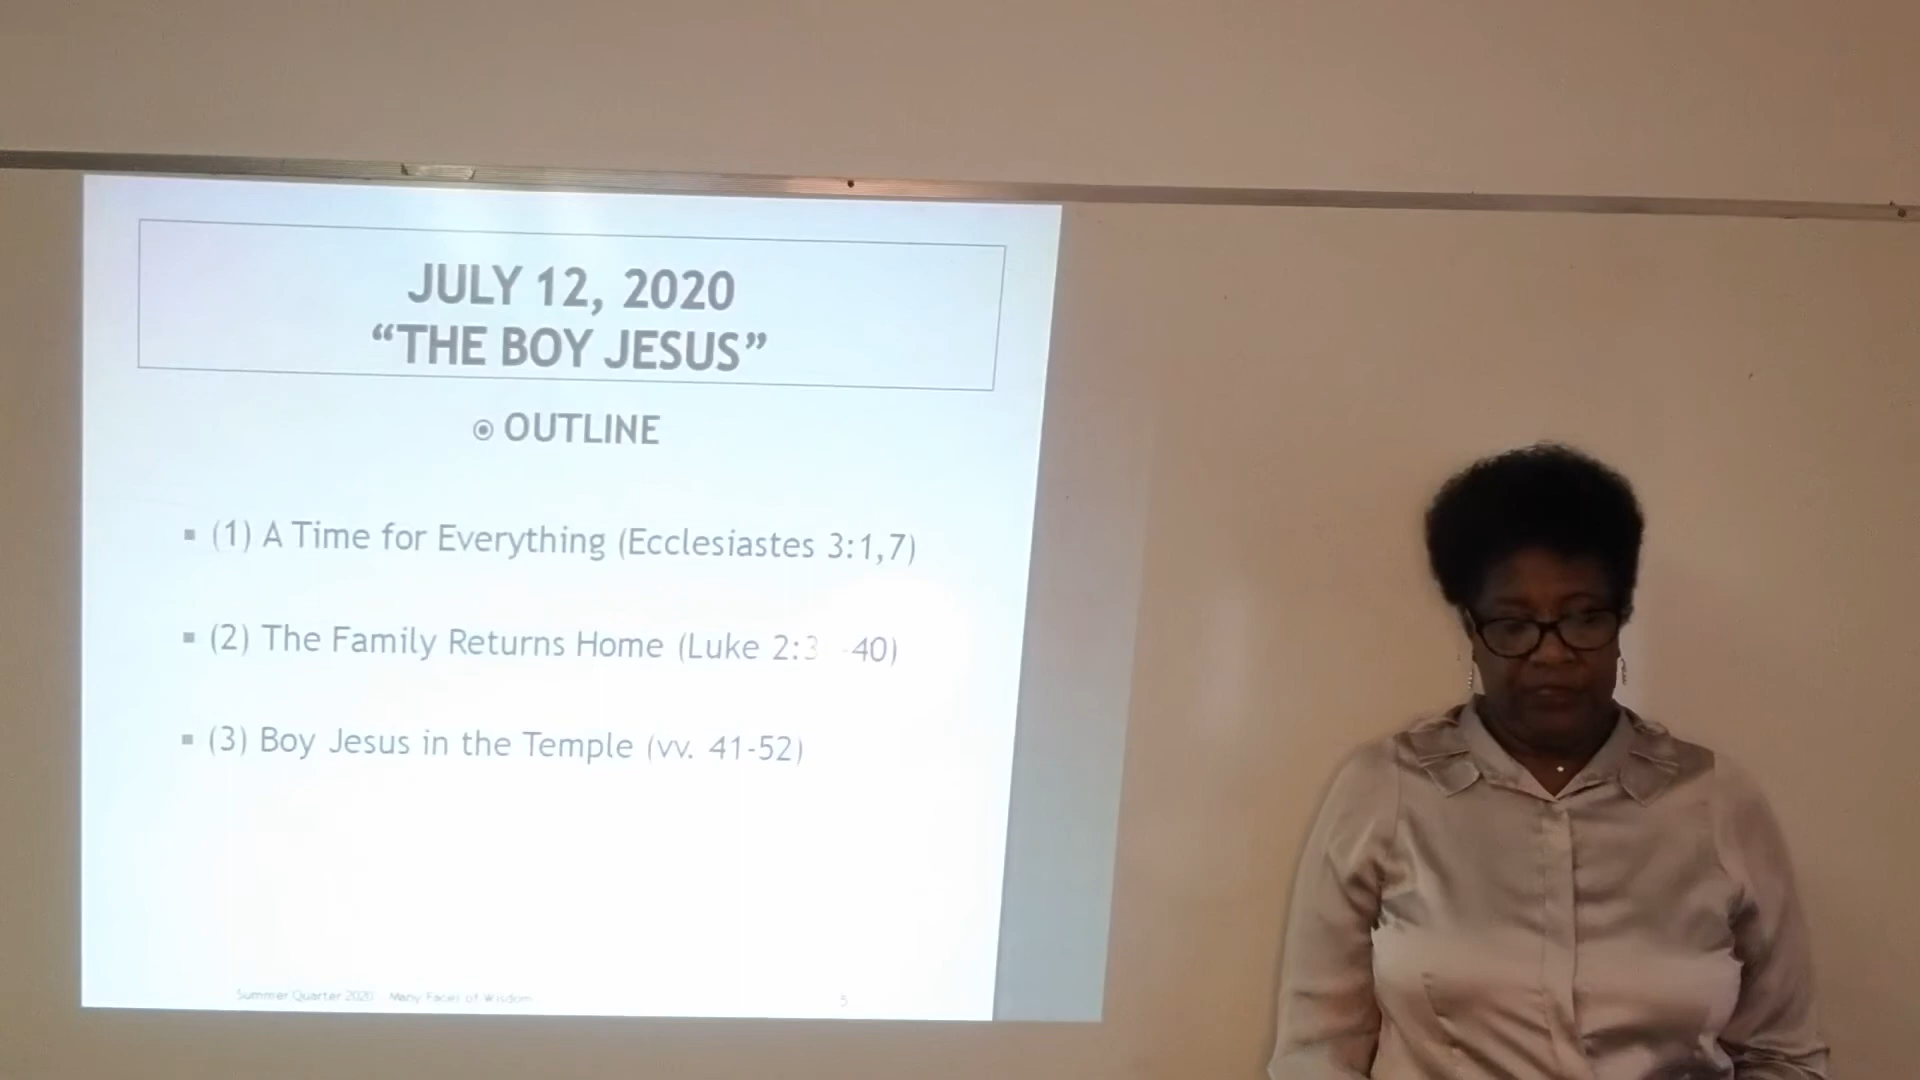 JULY 12, 2020
“THE BOY JESUS”
OUTLINE
(1) A Time for Everything (Ecclesiastes 3:1,7)
(2) The Family Returns Home (Luke 2:3 -40)
(3) Boy Jesus in the Temple (vv. 41-52)
Summer Quarter 2020 Many Faces of Wisdom
5